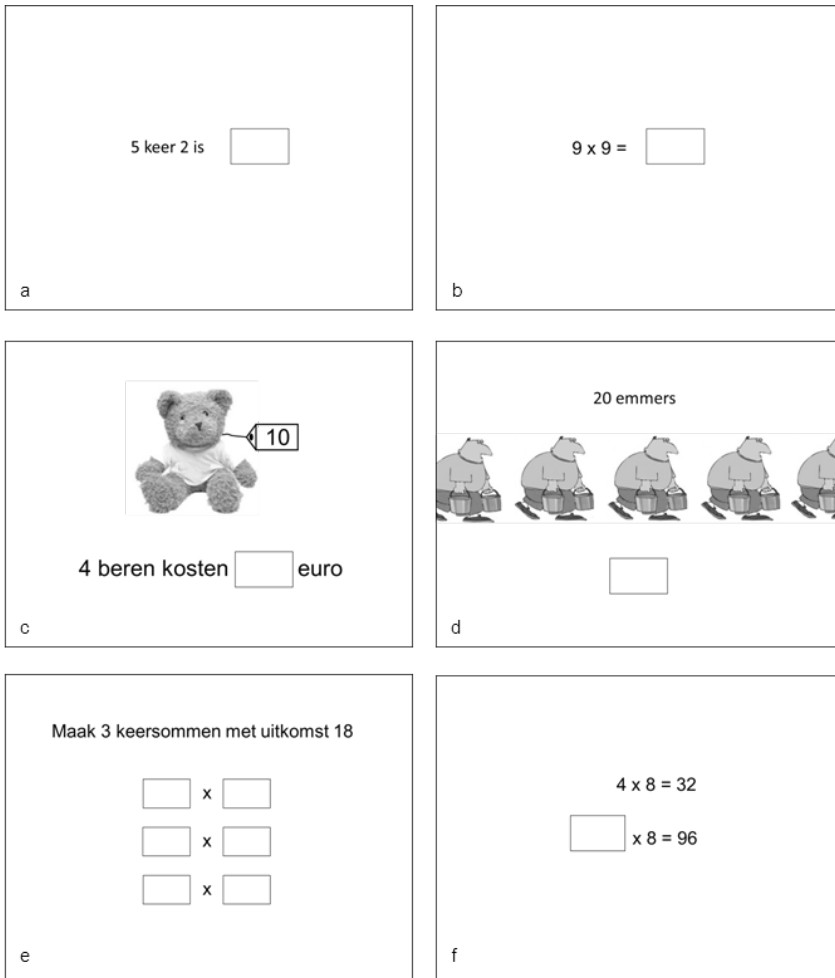 5 keer 2 is
a
9 x 9 =
b
10
4 beren kosten euro
c
20 emmers
d
Maak 3 keersommen met uitkomst 18
x
x
x
e
4 x 8 = 32
x 8 = 96
f